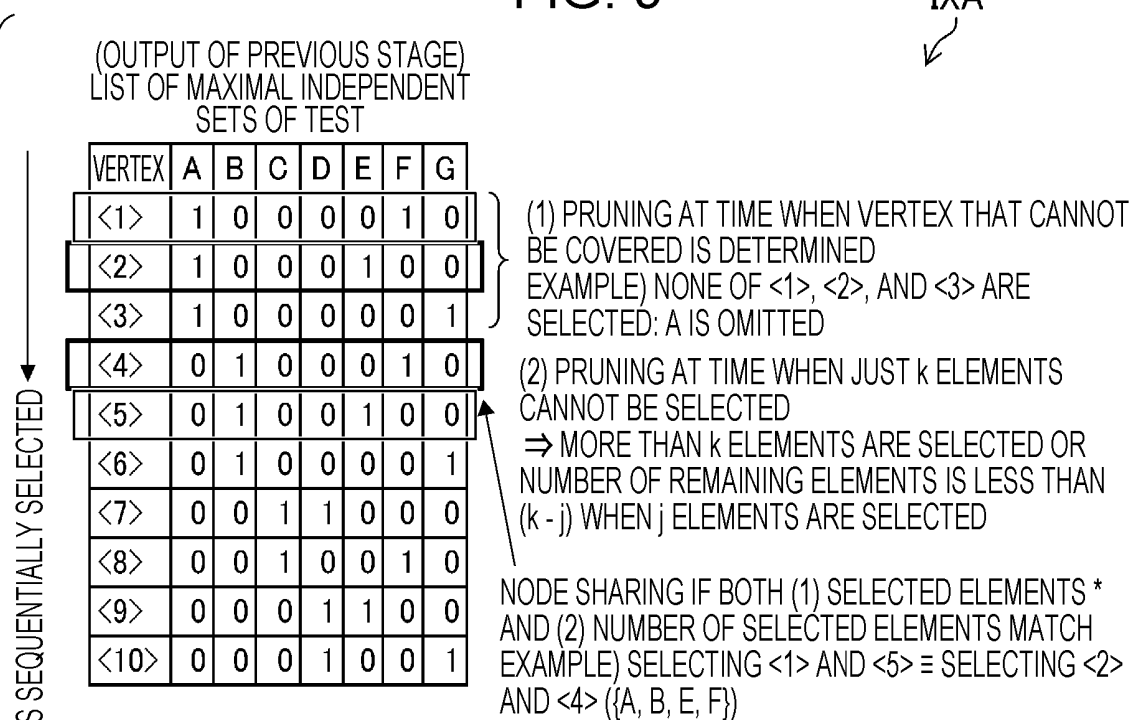 (OUTPUT OF PREVIOUS STAGE)
LIST OF MAXIMAL INDEPENDENT
SETS OF TEST
VERTEX A B C D E F G
<1> 1 0 0 0 0 1 0
<2> 1 0 0 0 1 0 0
<3> 1 0 0 0 0 0 1
<4> 0 1 0 0 0 1 0
<5> 0 1 0 0 1 0 0
<6> 0 1 0 0 0 0 1
<7> 0 0 1 1 0 0 0
<8> 0 0 1 0 0 1 0
<9> 0 0 0 1 1 0 0
<10> 0 0 0 1 0 0 1
(1) PRUNING AT TIME WHEN VERTEX THAT CANNOT
BE COVERED IS DETERMINED
EXAMPLE) NONE OF <1>, <2>, AND <3> ARE
SELECTED: A IS OMITTED
(2) PRUNING AT TIME WHEN JUST k ELEMENTS
CANNOT BE SELECTED
⇒ MORE THAN k ELEMENTS ARE SELECTED OR
NUMBER OF REMAINING ELEMENTS IS LESS THAN
(k - j) WHEN j ELEMENTS ARE SELECTED
NODE SHARING IF BOTH (1) SELECTED ELEMENTS *
AND (2) NUMBER OF SELECTED ELEMENTS MATCH
EXAMPLE) SELECTING <1> AND <5> ≡ SELECTING <2>
AND <4> ({A, B, E, F})
SEQUENTIALLY SELECTED